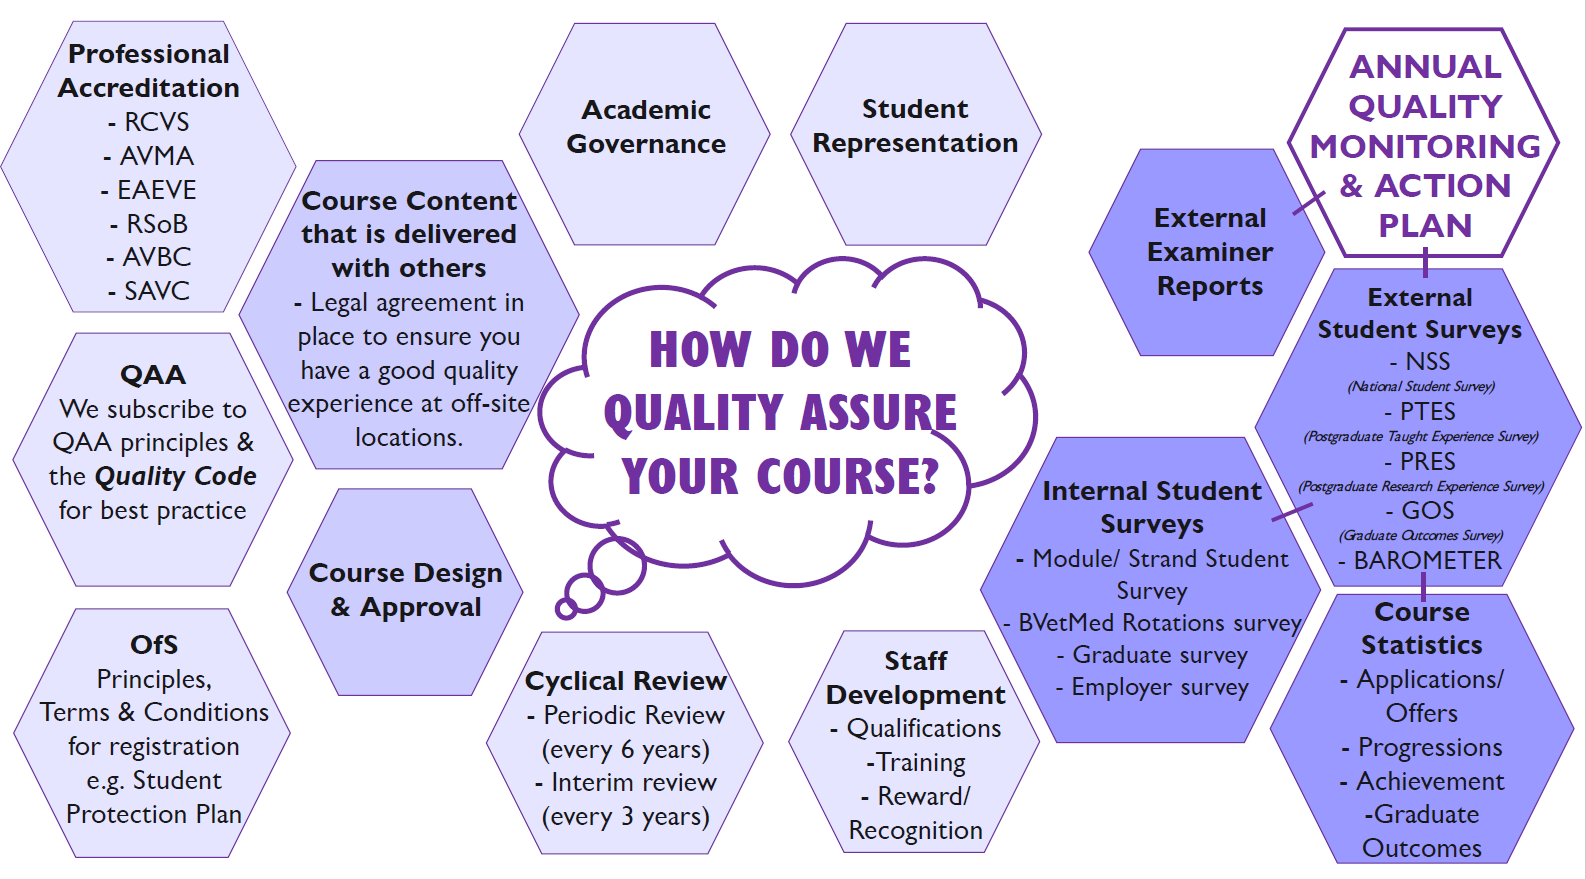 Professional
Accreditation
- RCVS
- AVMA
- EAEVE
- RSoB
- AVBC
- SAVC
QAA
We subscribe to
QAA principles &
the Quality Code
for best practice
OfS
Principles,
Terms & Conditions
for registration
e.g. Student
Protection Plan
Course Content
that is delivered
with others
- Legal agreement in
place to ensure you
have a good quality
experience at off-site
locations.
Course Design
& Approval
Academic
Governance
Student
Representation
HOW DO WE
QUALITY ASSURE
YOUR COURSE?
Cyclical Review
- Periodic Review
(every 6 years)
- Interim review
(every 3 years)
Staff
Development
- Qualifications
-Training
- Reward/
Recognition
ANNUAL
QUALITY
MONITORING
& ACTION
PLAN
External
Examiner
Reports
External
Student Surveys
- NSS
(National Student Survey)
- PTES
(Postgraduate Taught Experience Survey)
- PRES
(Postgraduate Research Experience Survey)
- GOS
(Graduate Outcomes Survey)
- BAROMETER
Internal Student
Surveys
- Module/ Strand Student
Survey
- BVetMed Rotations survey
- Graduate survey
- Employer survey
Course
Statistics
- Applications/
Offers
- Progressions
- Achievement
-Graduate
Outcomes